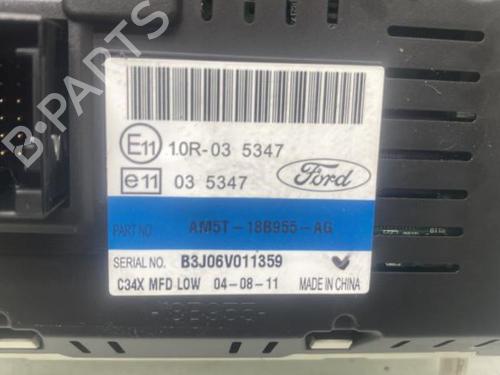 E11 10R-03 5347
e11 03 5347
Ford
PART NO AM5T-18B955-AG
SERIAL NO. B3J06V011359
C34X MFD LOW 04-08-11 MADE IN CHINA
-18B955-
B-PARTS